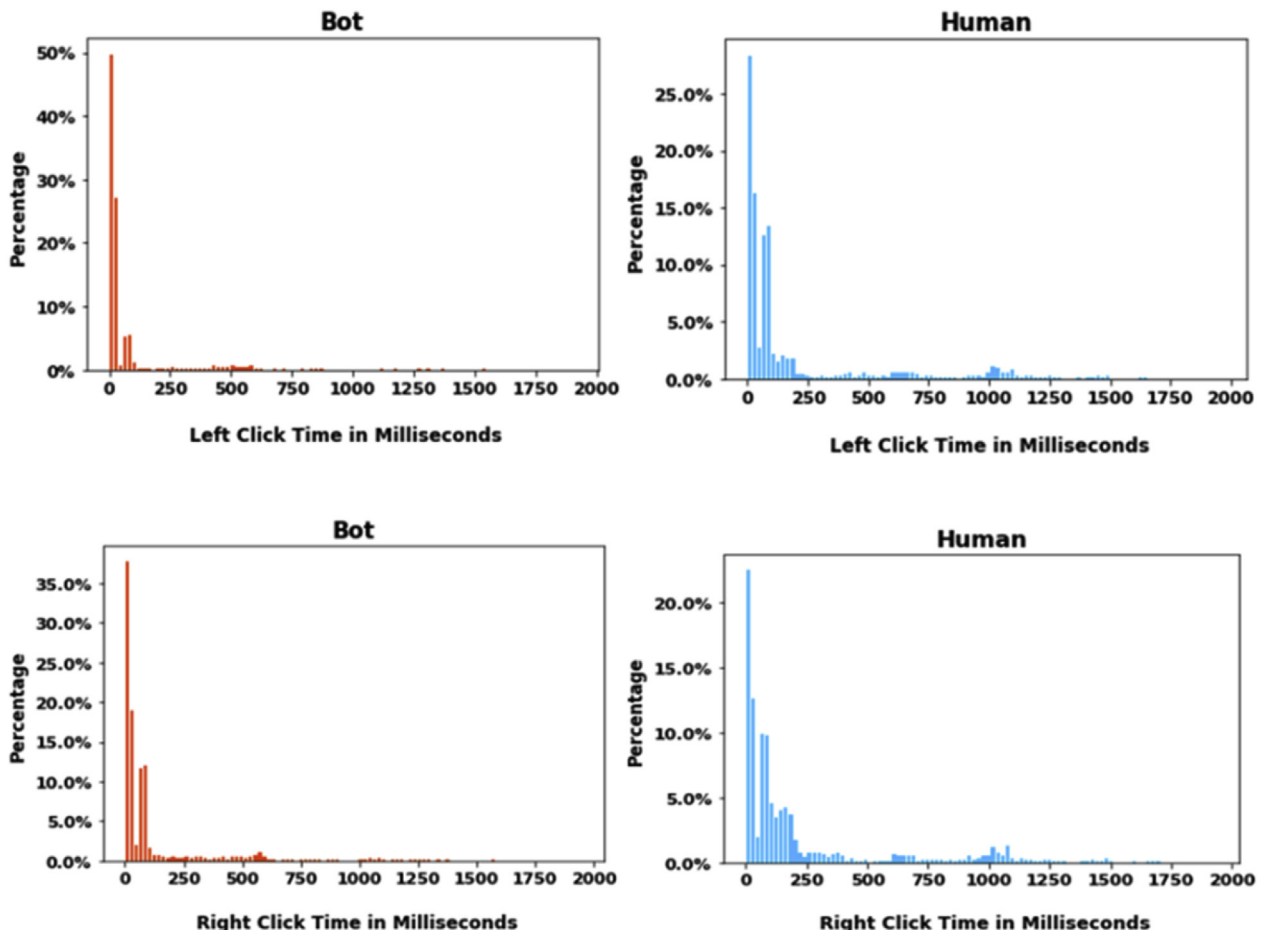 Bot
50%
40%
30%
20%
10%
0%
Percentage
0 250 500 750 1000 1250 1500 1750 2000
Left Click Time in Milliseconds
Human
25.0%
20.0%
15.0%
10.0%
5.0%
0.0%
Percentage
0 250 500 750 1000 1250 1500 1750 2000
Left Click Time in Milliseconds
Bot
35.0%
30.0%
25.0%
20.0%
15.0%
10.0%
5.0%
0.0%
Percentage
0 250 500 750 1000 1250 1500 1750 2000
Right Click Time in Milliseconds
Human
20.0%
15.0%
10.0%
5.0%
0.0%
Percentage
0 250 500 750 1000 1250 1500 1750 2000
Right Click Time in Milliseconds